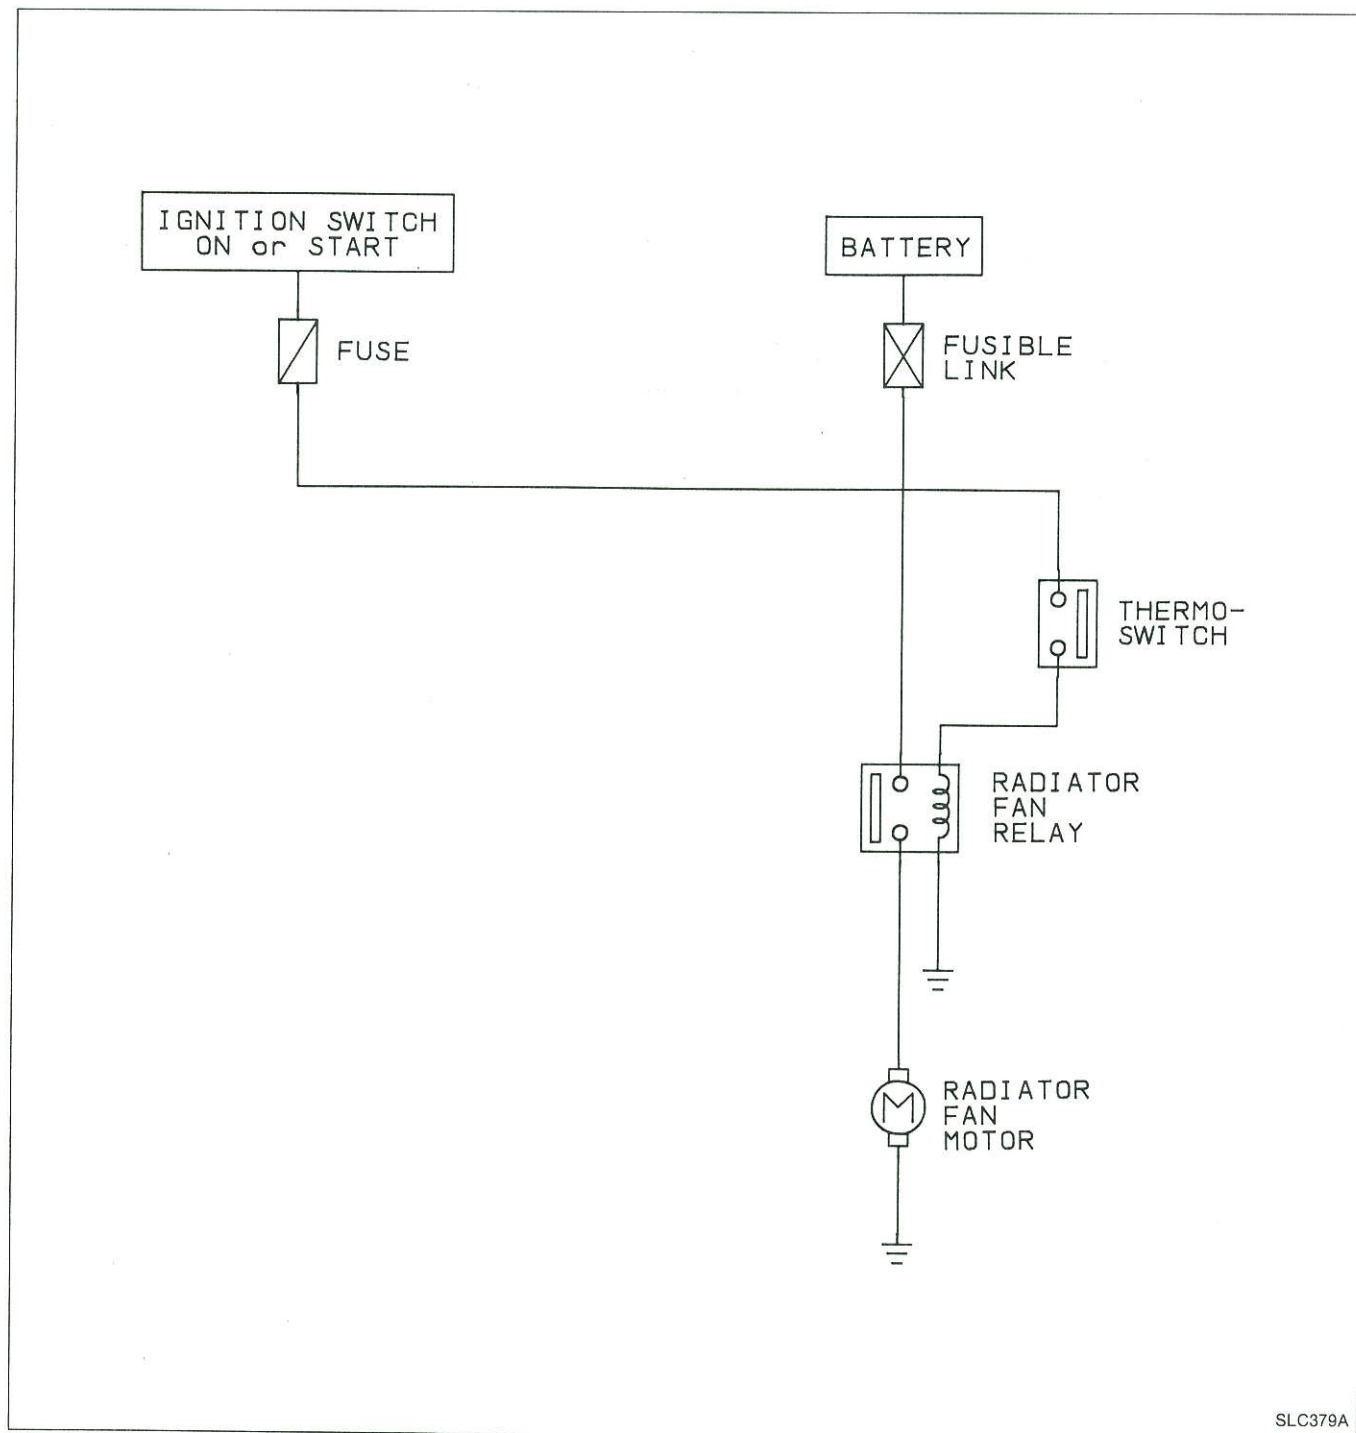 IGNITION SWITCH
ON or START
BATTERY
FUSE
FUSIBLE
LINK
THERMO-
SWITCH
RADIATOR
FAN
RELAY
M
RADIATOR
FAN
MOTOR
SLC379A